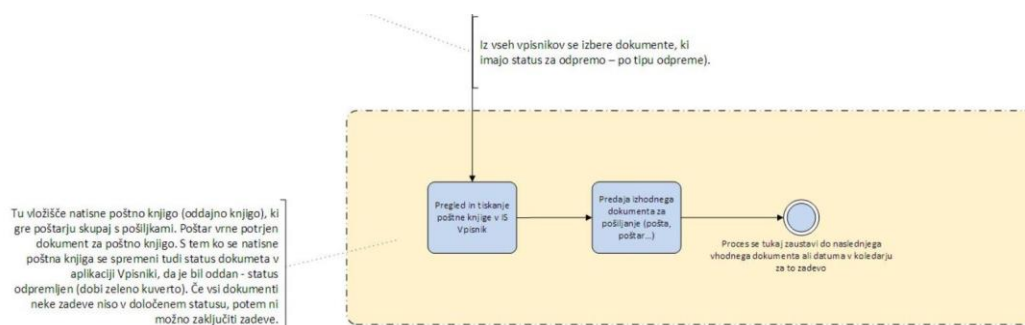 Iz vseh vpisnikov se izbere dokumente, ki
imajo status za odpremo – po tipu odpreme).
Tu vložišče natisne poštno knjigo (oddajno knjigo), ki
gre poštarju skupaj s pošiljkami. Poštar vrne potrjen
dokument za poštno knjigo. S tem ko se natisne
poštna knjiga se spremeni tudi status dokumeta v
aplikaciji Vpisniki, da je bil oddan - status
odpremljen (dobi zeleno kuverto). Če vsi dokumenti
neke zadeve niso v določenem statusu, potem ni
možno zaključiti zadeve.
Pregled in tiskanje
poštne knjige v IS
Vpisnik
Predaja izhodnega
dokumenta za
pošiljanje (pošta,
poštar...)
Proces se tukaj zaustavi do naslednjega
vhodnega dokumenta ali datuma v koledarju
za to zadevo